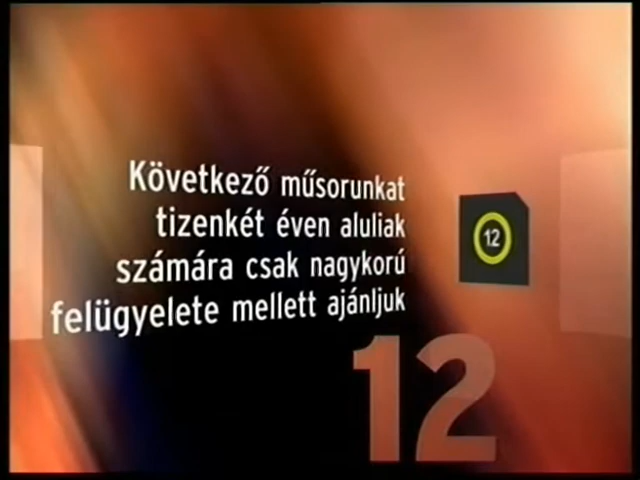 Következő műsorunkat
tizenkét éven aluliak
számára csak nagykorú
felügyelete mellett ajánljuk
12
12